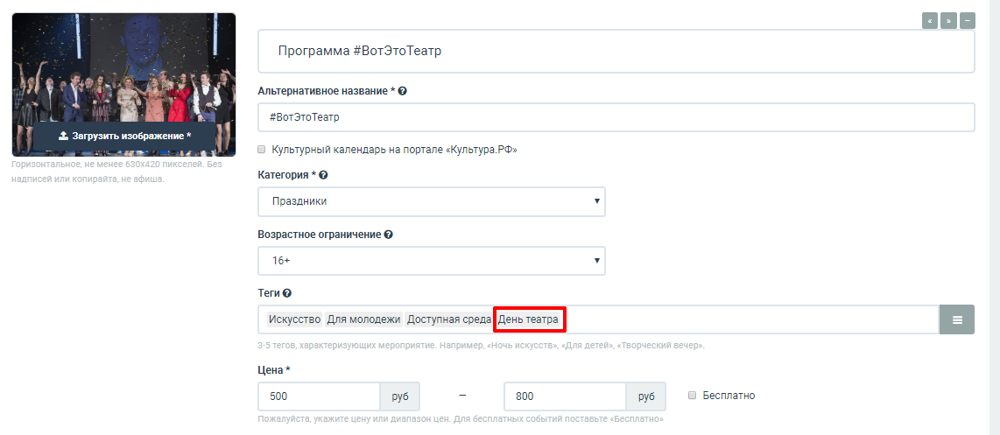 « » –
Программа #ВотЭтоТеатр
Загрузить изображение *
Горизонтальное, не менее 630х420 пикселей. Без
надписей или копирайта, не афиша.
Альтернативное название *
#ВотЭтоТеатр
Культурный календарь на портале «Культура.РФ»
Категория *
Праздники
Возрастное ограничение
16+
Теги
Искусство Для молодежи Доступная среда День театра
3-5 тегов, характеризующих мероприятие. Например, «Ночь искусств», «Для детей», «Творческий вечер».
Цена *
500 руб — 800 руб Бесплатно
Пожалуйста, укажите цену или диапазон цен. Для бесплатных событий поставьте «Бесплатно»